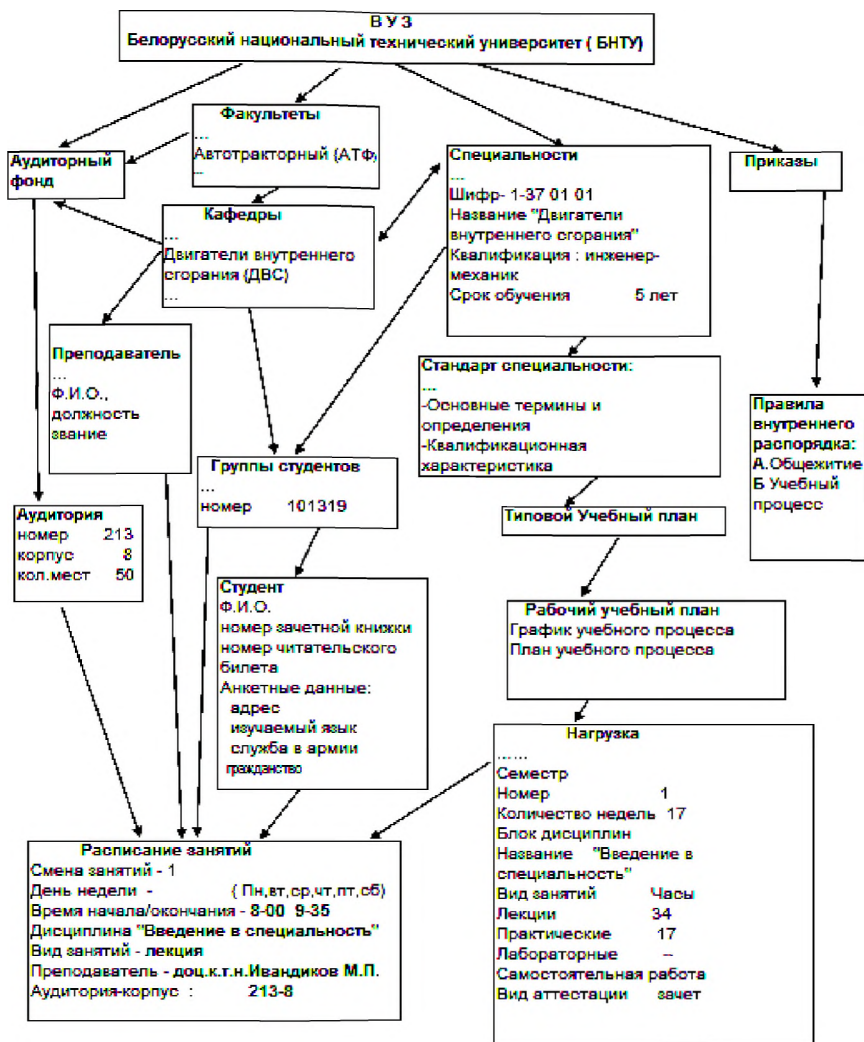 В У З
Белорусский национальный технический университет ( БНТУ)
Факультеты
...
Автотракторный (АТФ)
...
Аудиторный
фонд
Специальности
...
Шифр- 1-37 01 01
Название "Двигатели
внутреннего сгорания"
Квалификация : инженер-
механик
Срок обучения 5 лет
Приказы
Кафедры
...
Двигатели внутреннего
сгорания (ДВС)
...
Преподаватель
...
Ф.И.О.,
должность
звание
Стандарт специальности:
...
-Основные термины и
определения
-Квалификационная
характеристика
Правила
внутреннего
распорядка:
А.Общежитие
Б Учебный
процесс
Группы студентов
...
номер 101319
Аудитория
номер 213
корпус 8
кол.мест 50
Типовой Учебный план
Студент
Ф.И.О.
номер зачетной книжки
номер читательского
билета
Анкетные данные:
адрес
изучаемый язык
служба в армии
гражданство
Рабочий учебный план
График учебного процесса
План учебного процесса
Нагрузка
......
Семестр
Номер 1
Количество недель 17
Блок дисциплин
Название "Введение в
специальность"
Вид занятий Часы
Лекции 34
Практические 17
Лабораторные --
Самостоятельная работа
Вид аттестации зачет
Расписание занятий
Смена занятий - 1
День недели - ( Пн,вт,ср,чт,пт,сб)
Время начала/окончания - 8-00 9-35
Дисциплина "Введение в специальность"
Вид занятий - лекция
Преподаватель - доц.к.т.н.Ивандиков М.П.
Аудитория-корпус : 213-8